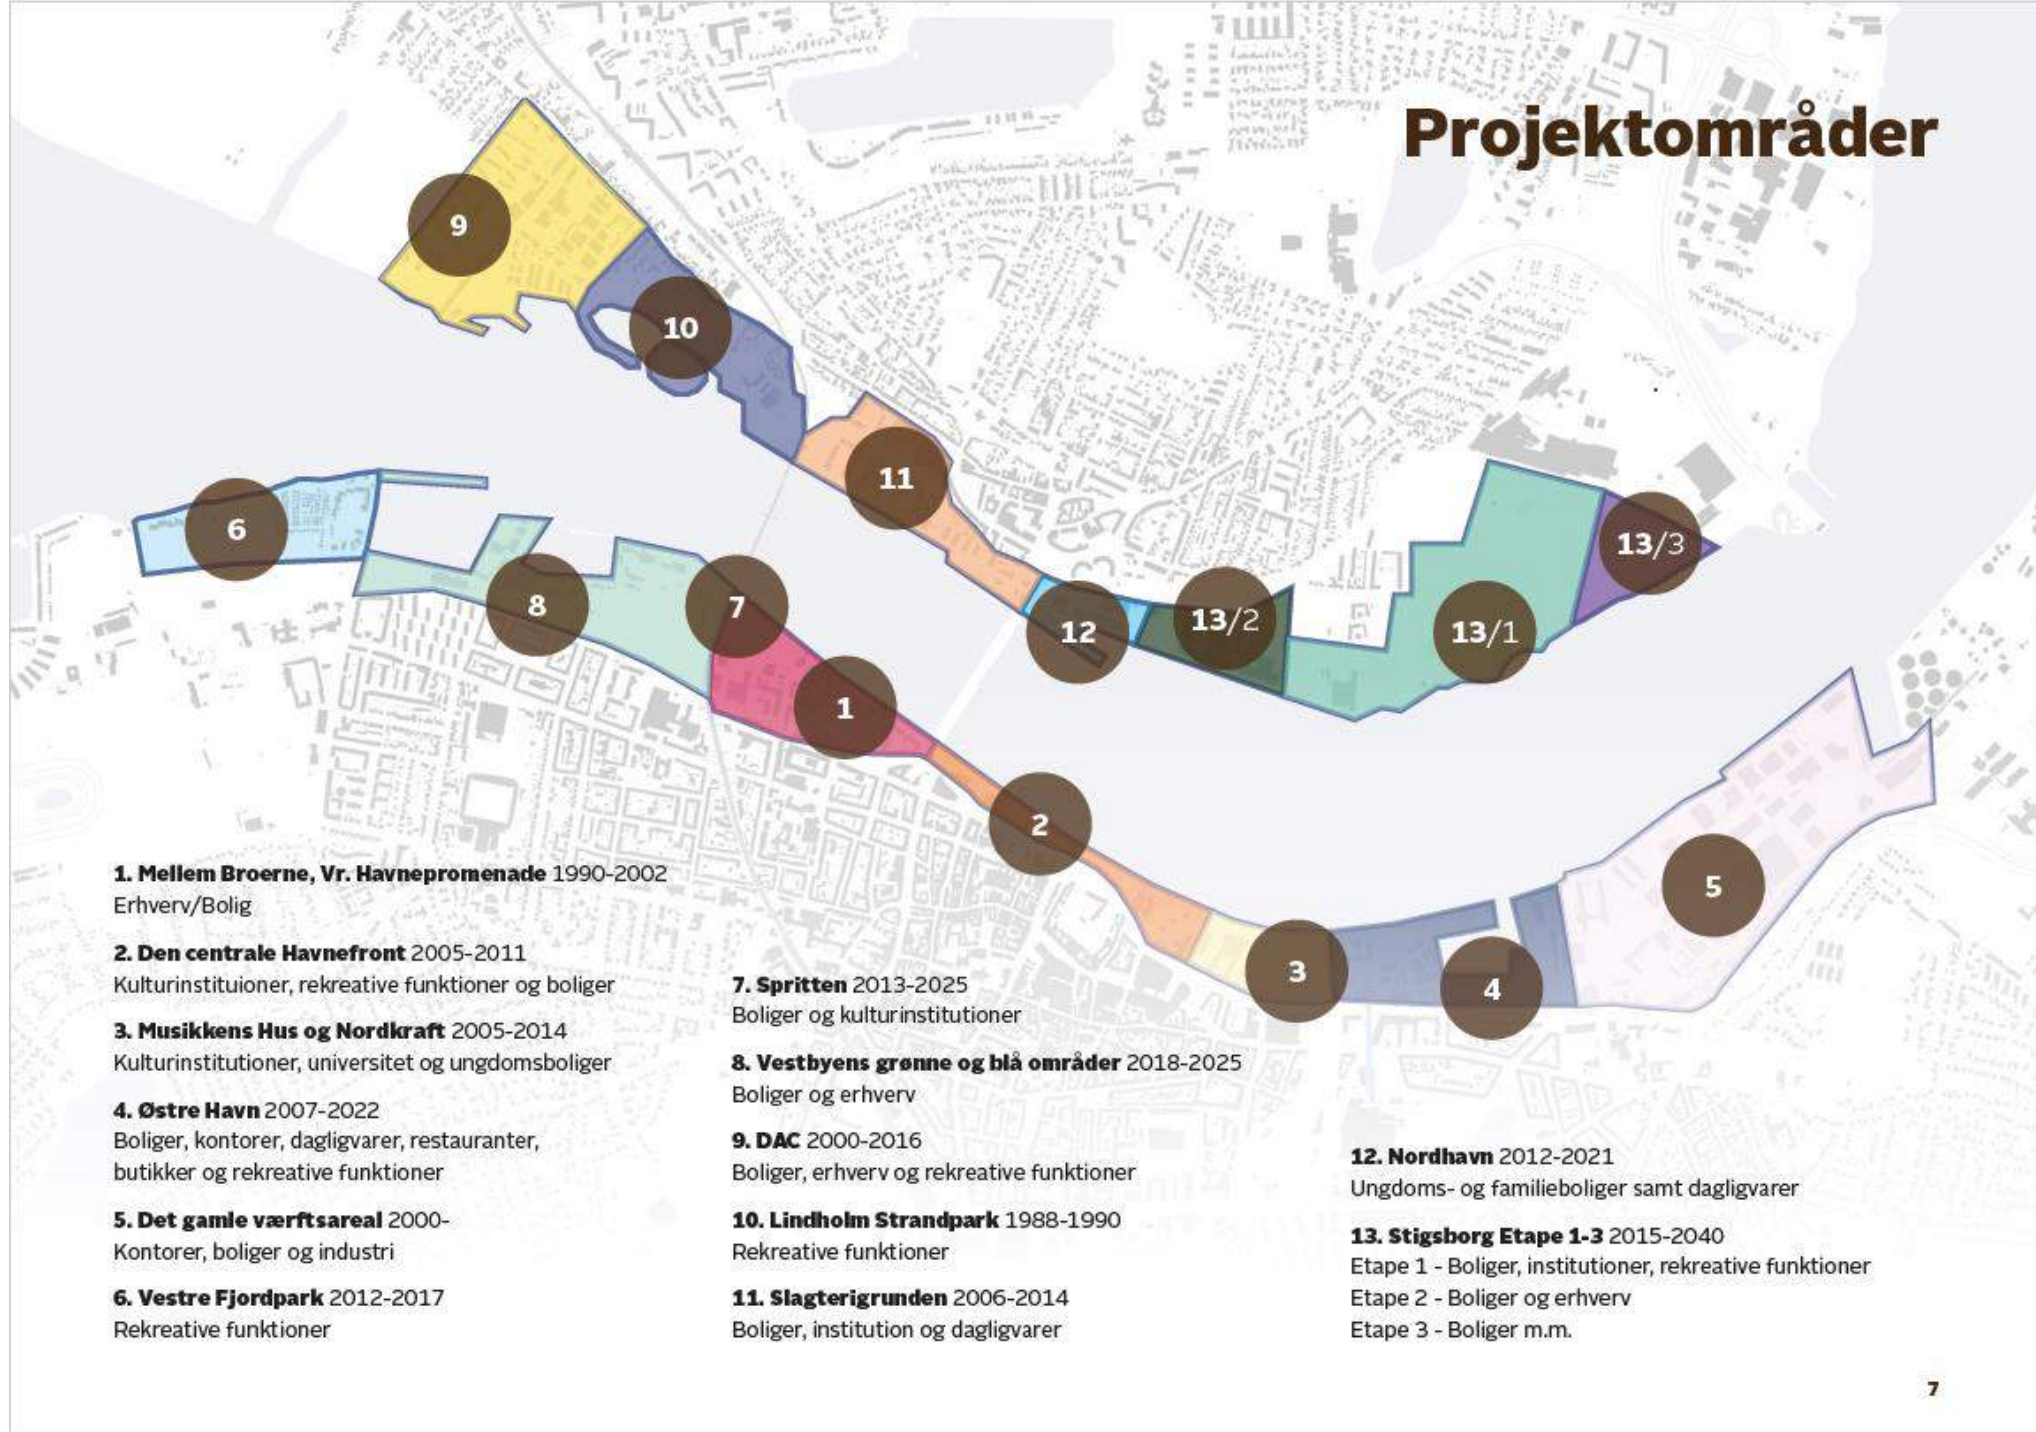 Projektområder
9
10
11
6
8
7
1
12
13/2
13/1
13/3
2
3
4
5
1. Mellem Broerne, Vr. Havnepromenade 1990-2002
Erhverv/Bolig
2. Den centrale Havnefront 2005-2011
Kulturinstituioner, rekreative funktioner og boliger
3. Musikkens Hus og Nordkraft 2005-2014
Kulturinstitutioner, universitet og ungdomsboliger
4. Østre Havn 2007-2022
Boliger, kontorer, dagligvarer, restauranter,
butikker og rekreative funktioner
5. Det gamle værftsareal 2000-
Kontorer, boliger og industri
6. Vestre Fjordpark 2012-2017
Rekreative funktioner
7. Spritten 2013-2025
Boliger og kulturinstitutioner
8. Vestbyens grønne og blå områder 2018-2025
Boliger og erhverv
9. DAC 2000-2016
Boliger, erhverv og rekreative funktioner
10. Lindholm Strandpark 1988-1990
Rekreative funktioner
11. Slagterigrunden 2006-2014
Boliger, institution og dagligvarer
12. Nordhavn 2012-2021
Ungdoms- og familieboliger samt dagligvarer
13. Stigsborg Etape 1-3 2015-2040
Etape 1 - Boliger, institutioner, rekreative funktioner
Etape 2 - Boliger og erhverv
Etape 3 - Boliger m.m.
7